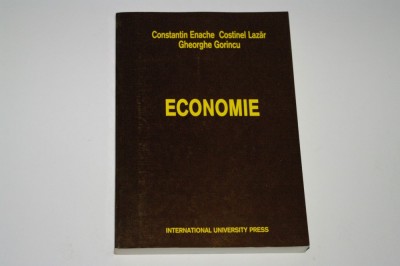 Constantin Enache Costinel Lazăr
Gheorghe Gorincu
ECONOMIE
INTERNATIONAL UNIVERSITY PRESS